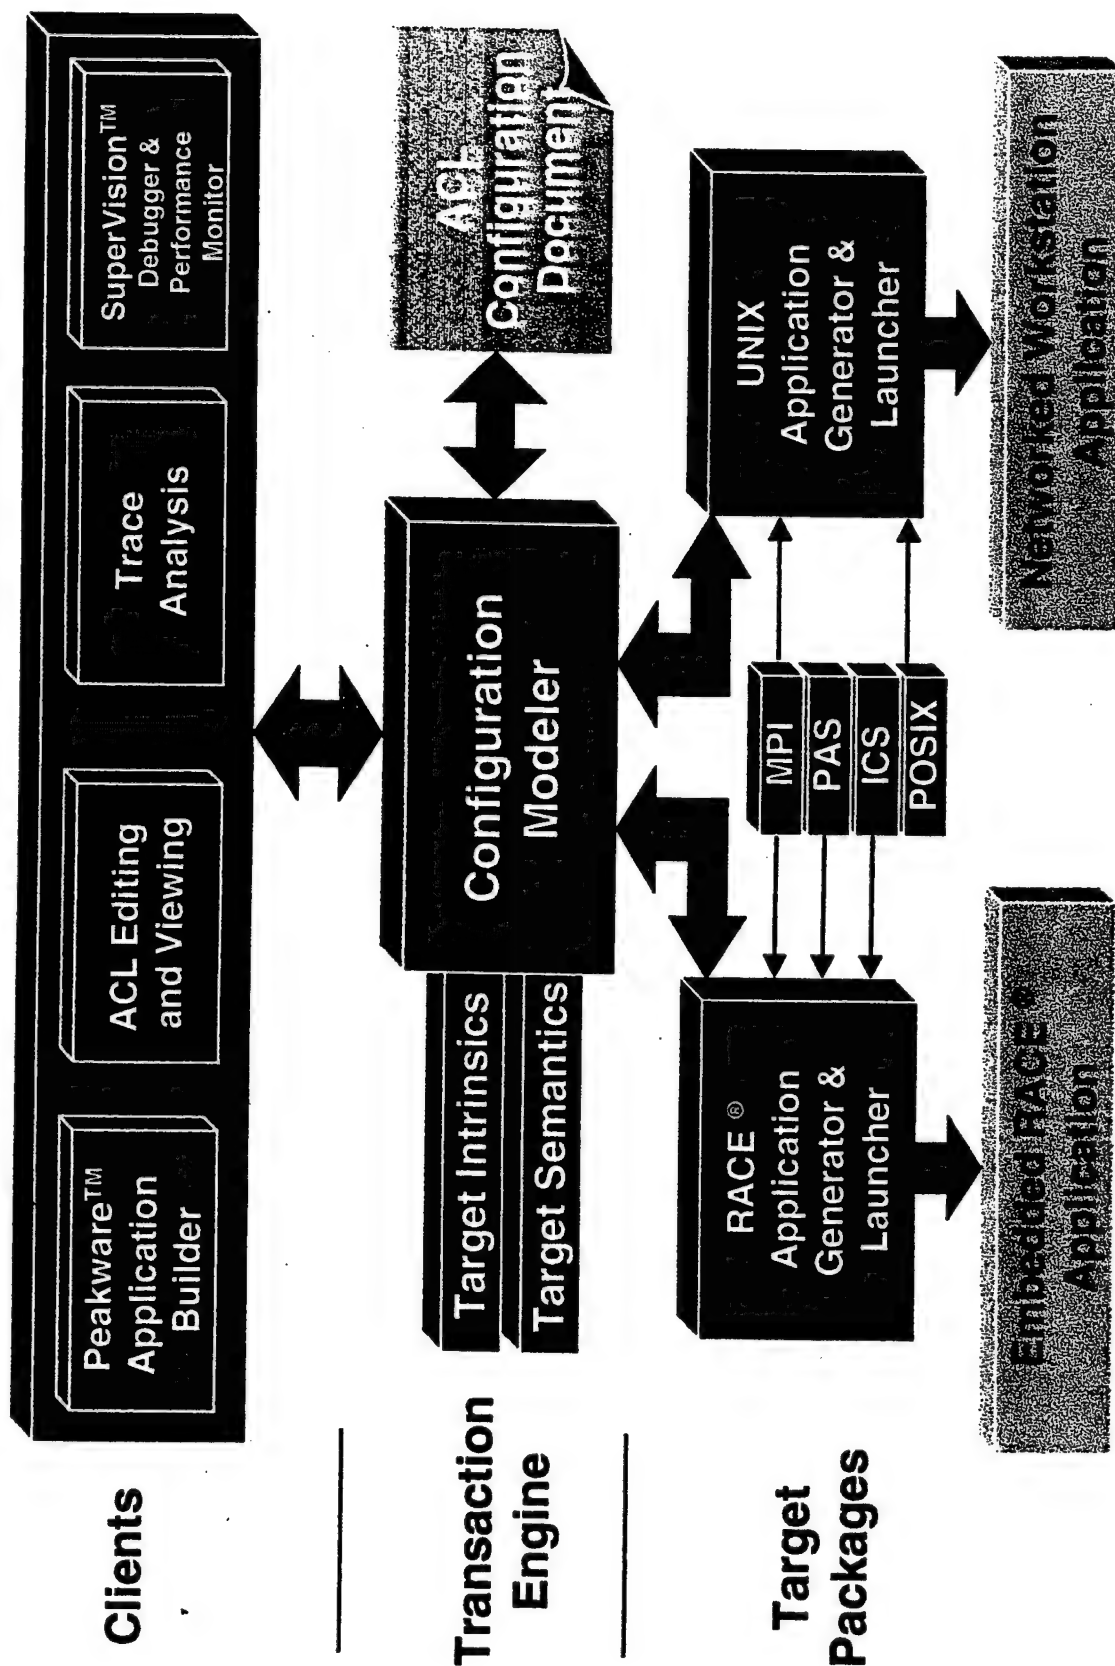 Clients
Peakware™
Application
Builder
ACL Editing
and Viewing
Trace
Analysis
SuperVision™
Debugger &
Performance
Monitor
Transaction
Engine
Target Intrinsics
Target Semantics
Configuration
Modeler
ACL
Configuration
Document
Target
Packages
RACE®
Application
Generator &
Launcher
MPI
PAS
ICS
POSIX
UNIX
Application
Generator &
Launcher
Embedded RACE®
Application
Networked Workstation
Application